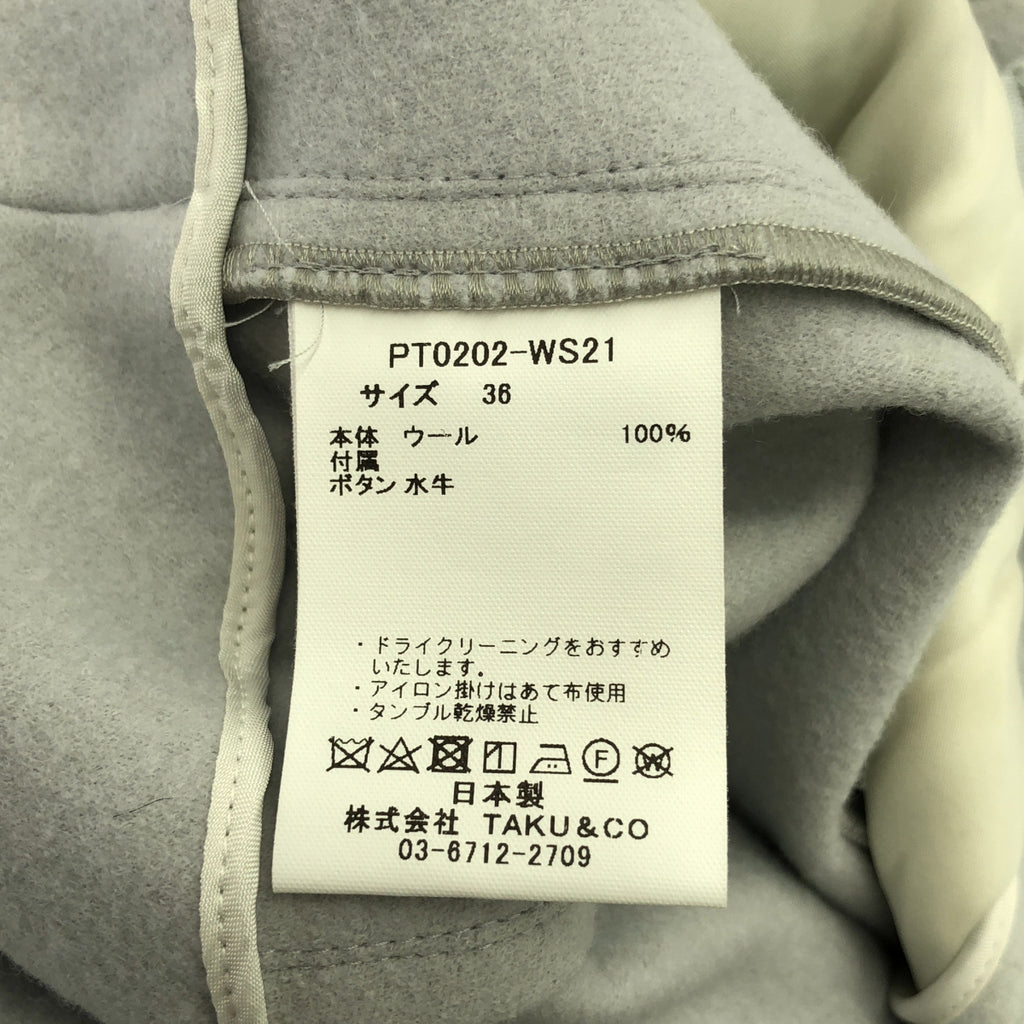 PT0202-WS21
サイズ 36
本体 ウール 100%
付属
ボタン 水牛
・ドライクリーニングをおすすめ
いたします。
・アイロン掛けはあて布使用
・タンブル乾燥禁止
F W
日本製
株式会社 TAKU&CO
03-6712-2709